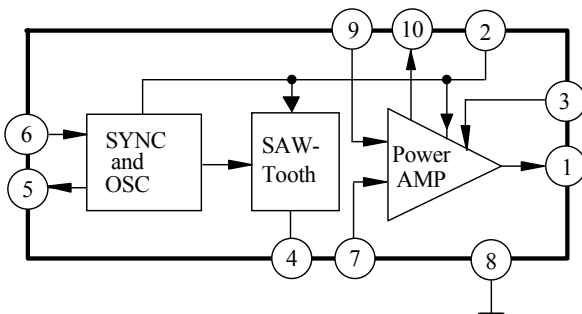 9 10 2
3
6
SYNC
and
OSC
SAW-
Tooth
Power
AMP
1
5
4 7 8